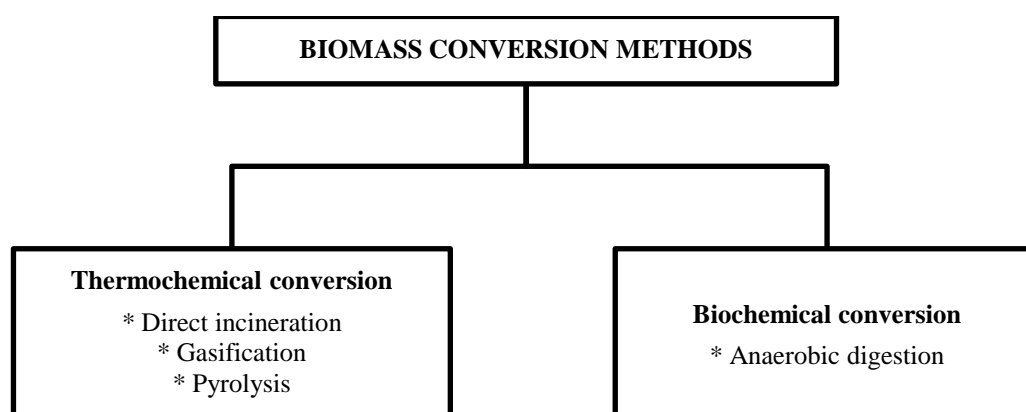 BIOMASS CONVERSION METHODS
Thermochemical conversion
* Direct incineration
* Gasification
* Pyrolysis
Biochemical conversion
* Anaerobic digestion